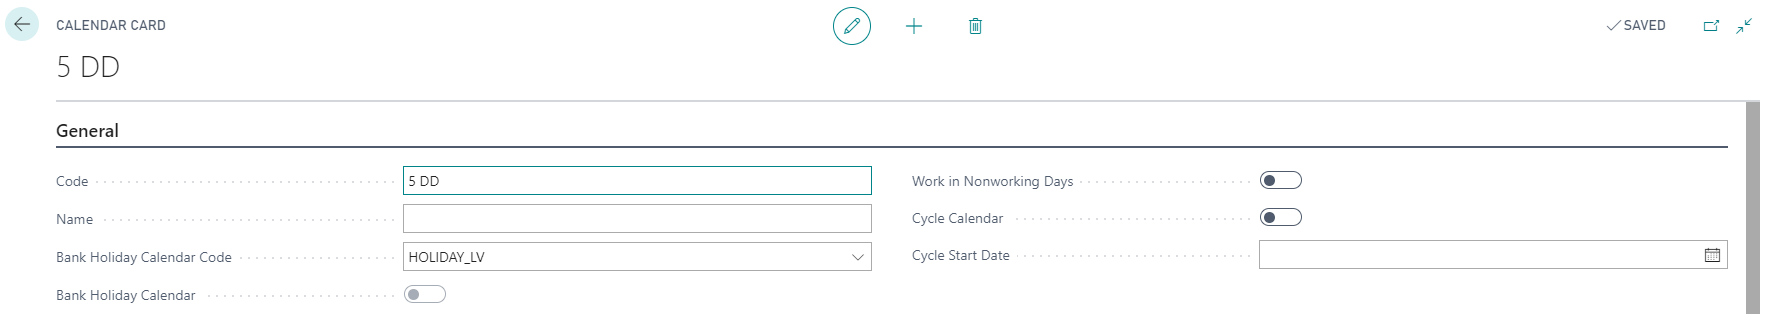 CALENDAR CARD
SAVED
5 DD
General
Code
5 DD
Name
Bank Holiday Calendar Code
HOLIDAY_LV
Bank Holiday Calendar
Work in Nonworking Days
Cycle Calendar
Cycle Start Date